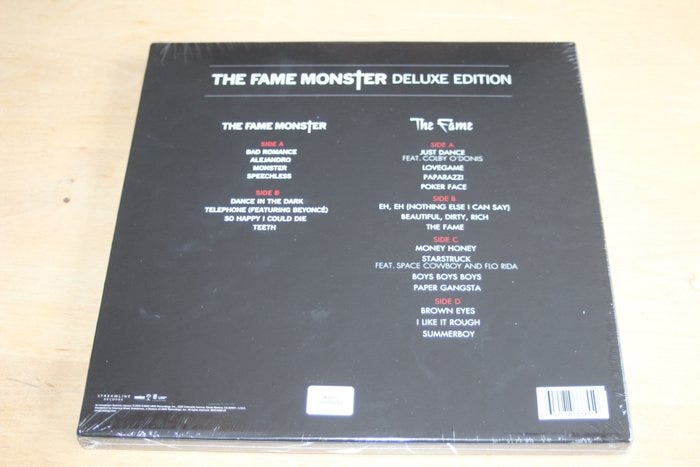 THE FAME MONSTER DELUXE EDITION
THE FAME MONSTER
SIDE A
BAD ROMANCE
ALEJANDRO
MONSTER
SPEECHLESS
SIDE B
DANCE IN THE DARK
TELEPHONE (FEATURING BEYONCÉ)
SO HAPPY I COULD DIE
TEETH
The Fame
SIDE A
JUST DANCE
FEAT. COLBY O'DONIS
LOVEGAME
PAPARAZZI
POKER FACE
SIDE B
EH, EH (NOTHING ELSE I CAN SAY)
BEAUTIFUL, DIRTY, RICH
THE FAME
SIDE C
MONEY HONEY
STARSTRUCK
FEAT. SPACE COWBOY AND FLO RIDA
BOYS BOYS BOYS
PAPER GANGSTA
SIDE D
BROWN EYES
I LIKE IT ROUGH
SUMMERBOY
STREAMLINE